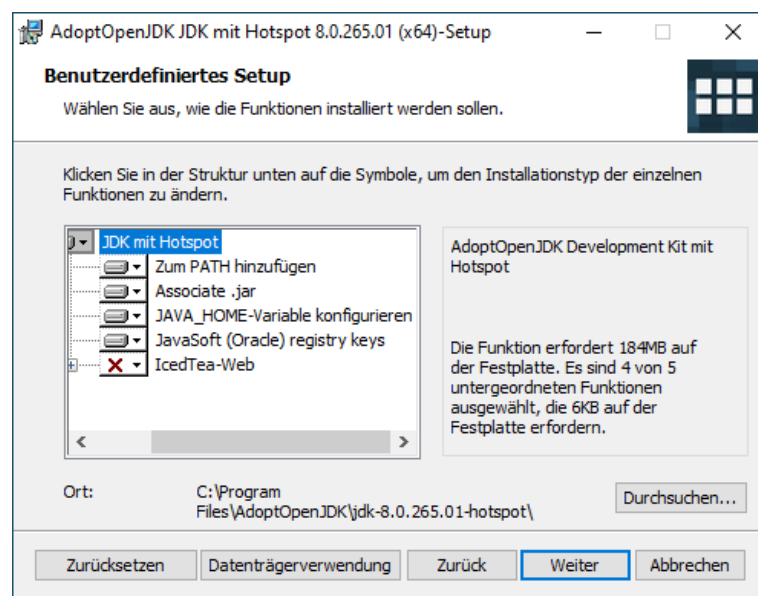 AdoptOpenJDK JDK mit Hotspot 8.0.265.01 (x64)-Setup
Benutzerdefiniertes Setup
Wählen Sie aus, wie die Funktionen installiert werden sollen.
Klicken Sie in der Struktur unten auf die Symbole, um den Installationstyp der einzelnen
Funktionen zu ändern.
JDK mit Hotspot
Zum PATH hinzufügen
Associate .jar
JAVA_HOME-Variable konfigurieren
JavaSoft (Oracle) registry keys
IcedTea-Web
AdoptOpenJDK Development Kit mit
Hotspot
Die Funktion erfordert 184MB auf
der Festplatte. Es sind 4 von 5
untergeordneten Funktionen
ausgewählt, die 6KB auf der
Festplatte erfordern.
Ort:
C:\Program
Files\AdoptOpenJDK\jdk-8.0.265.01-hotspot\
Durchsuchen...
Zurücksetzen
Datenträgerverwendung
Zurück
Weiter
Abbrechen